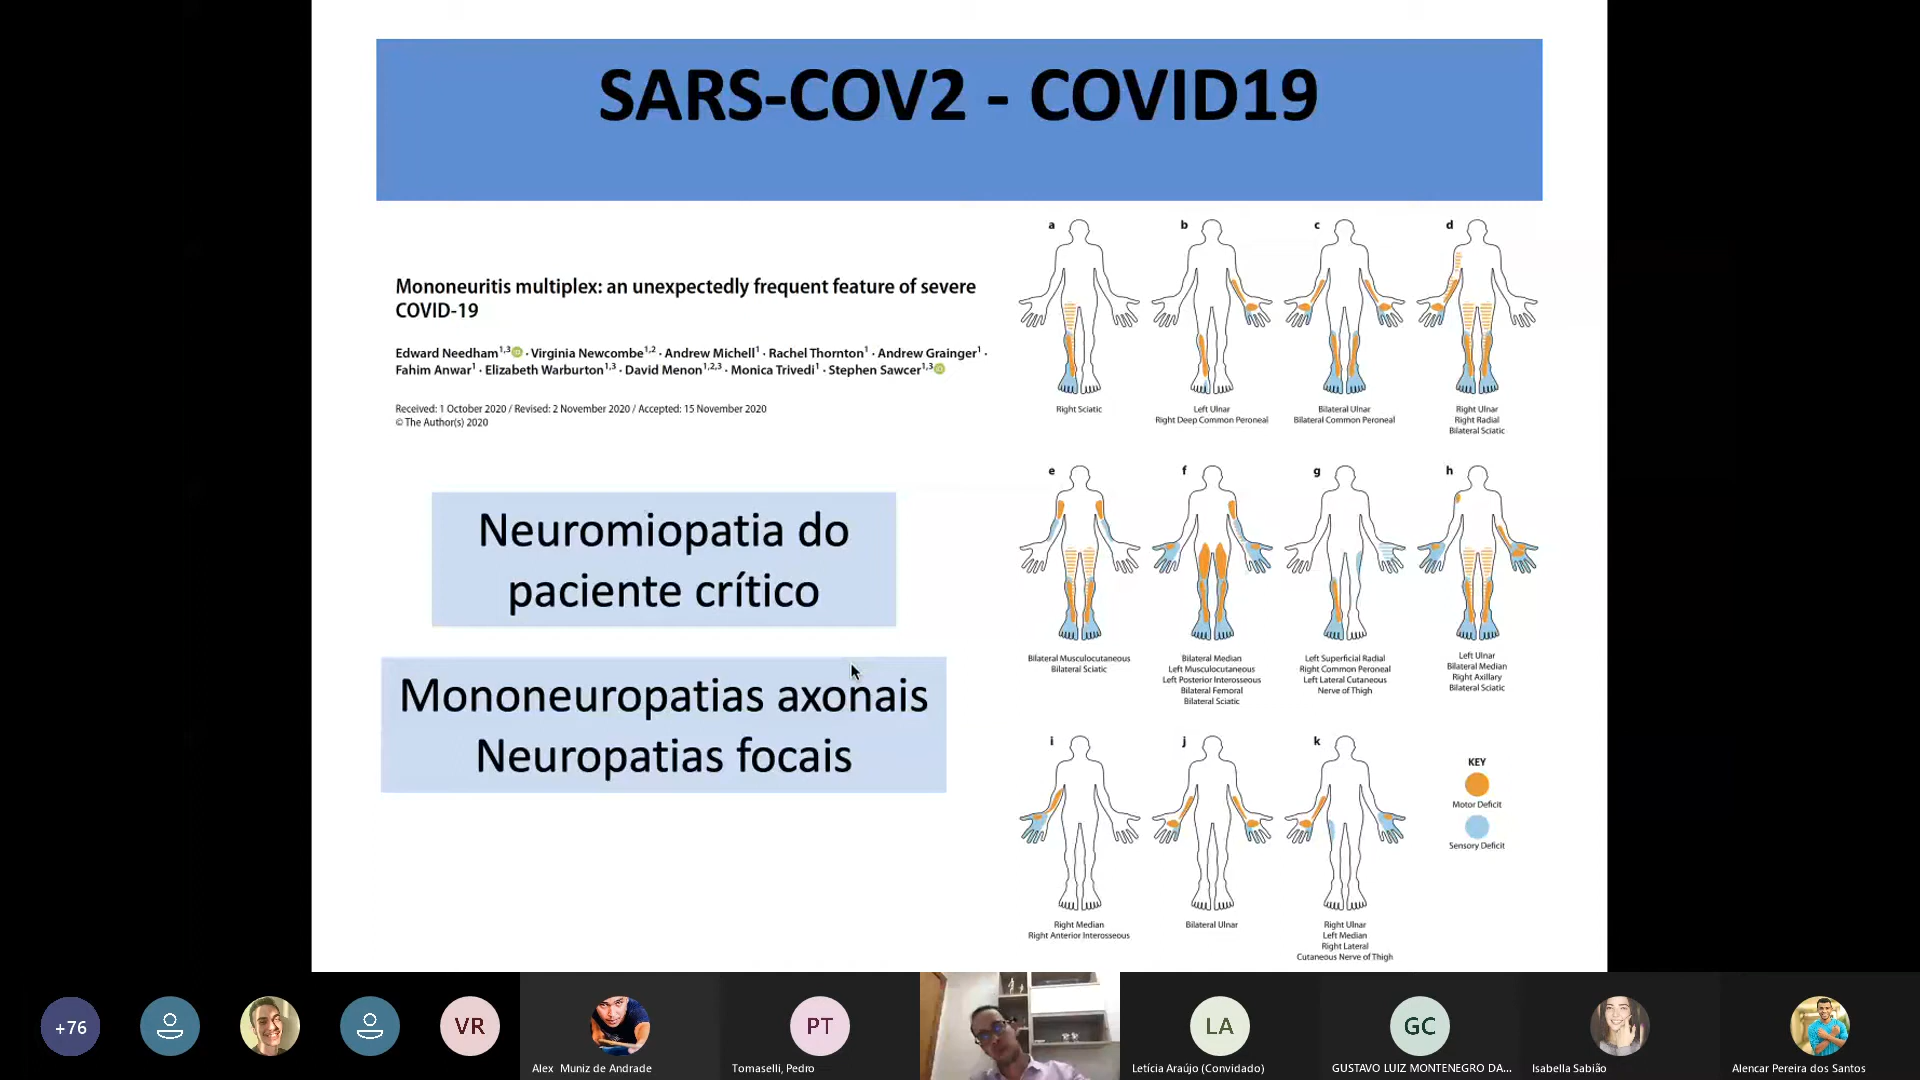 SARS-COV2 - COVID19
Mononeuritis multiplex: an unexpectedly frequent feature of severe
COVID-19
Edward Needham1,3 · Virginia Newcombe1,2 · Andrew Michell1 · Rachel Thornton1 · Andrew Grainger1 ·
Fahim Anwar1 · Elizabeth Warburton1,3 · David Menon1,2,3 · Monica Trivedi1 · Stephen Sawcer1,3
Received: 1 October 2020 / Revised: 2 November 2020 / Accepted: 15 November 2020
© The Author(s) 2020
Neuromiopatia do
paciente crítico
Mononeuropatias axonais
Neuropatias focais
a
Right Sciatic
b
Left Ulnar
Right Deep Common Peroneal
c
Bilateral Ulnar
Bilateral Common Peroneal
d
Right Ulnar
Right Radial
Bilateral Sciatic
e
Bilateral Musculocutaneous
Bilateral Sciatic
f
Bilateral Median
Left Musculocutaneous
Left Posterior Interosseous
Bilateral Femoral
Bilateral Sciatic
g
Left Superficial Radial
Right Common Peroneal
Left Lateral Cutaneous
Nerve of Thigh
h
Left Ulnar
Bilateral Median
Right Axillary
Bilateral Sciatic
i
Right Median
Right Anterior Interosseous
j
Bilateral Ulnar
k
Right Ulnar
Left Median
Right Lateral
Cutaneous Nerve of Thigh
KEY
Motor Deficit
Sensory Deficit
+76
VR
Alex Muniz de Andrade
PT
Tomaselli, Pedro
LA
Letícia Araújo (Convidado)
GC
GUSTAVO LUIZ MONTENEGRO DA...
Isabella Sabião
Alencar Pereira dos Santos